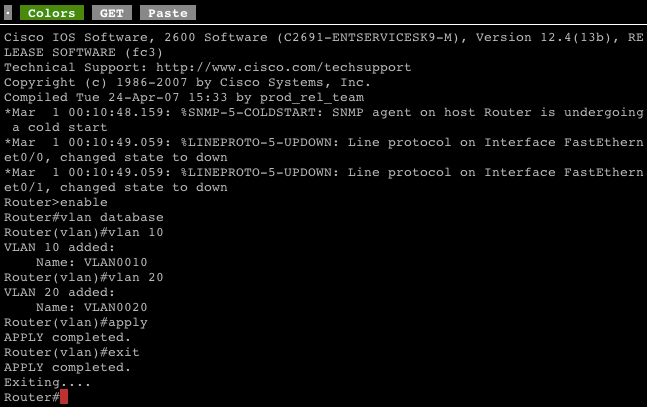 · Colors GET Paste
Cisco IOS Software, 2600 Software (C2691-ENTSERVICESK9-M), Version 12.4(13b), RE
LEASE SOFTWARE (fc3)
Technical Support: http://www.cisco.com/techsupport
Copyright (c) 1986-2007 by Cisco Systems, Inc.
Compiled Tue 24-Apr-07 15:33 by prod_rel_team
*Mar  1 00:10:48.159: %SNMP-5-COLDSTART: SNMP agent on host Router is undergoing
 a cold start
*Mar  1 00:10:49.059: %LINEPROTO-5-UPDOWN: Line protocol on Interface FastEthern
et0/0, changed state to down
*Mar  1 00:10:49.059: %LINEPROTO-5-UPDOWN: Line protocol on Interface FastEthern
et0/1, changed state to down
Router>enable
Router#vlan database
Router(vlan)#vlan 10
VLAN 10 added:
    Name: VLAN0010
Router(vlan)#vlan 20
VLAN 20 added:
    Name: VLAN0020
Router(vlan)#apply
APPLY completed.
Router(vlan)#exit
APPLY completed.
Exiting....
Router#